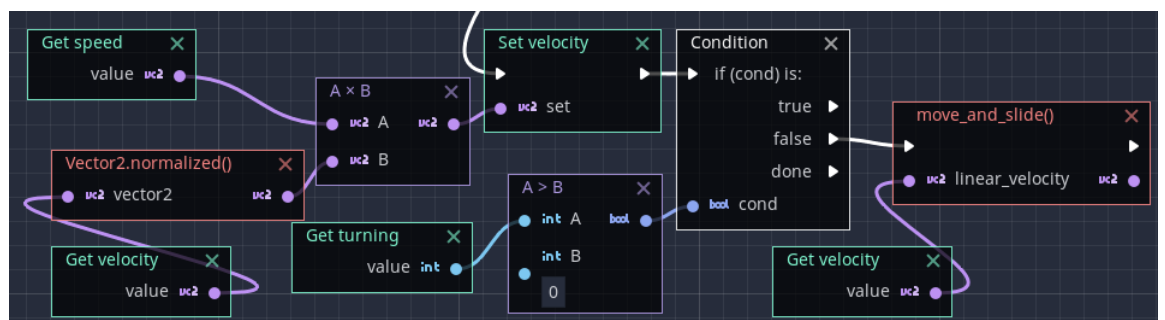 Get speed
value vc2
A × B
vc2 A vc2
vc2 B
Vector2.normalized()
vc2 vector2 vc2
Get velocity
value vc2
Set velocity
vc2 set
Get turning
value int
A > B
int A bool
int B
0
Condition
if (cond) is:
true
false
done
bool cond
move_and_slide()
vc2 linear_velocity vc2
Get velocity
value vc2